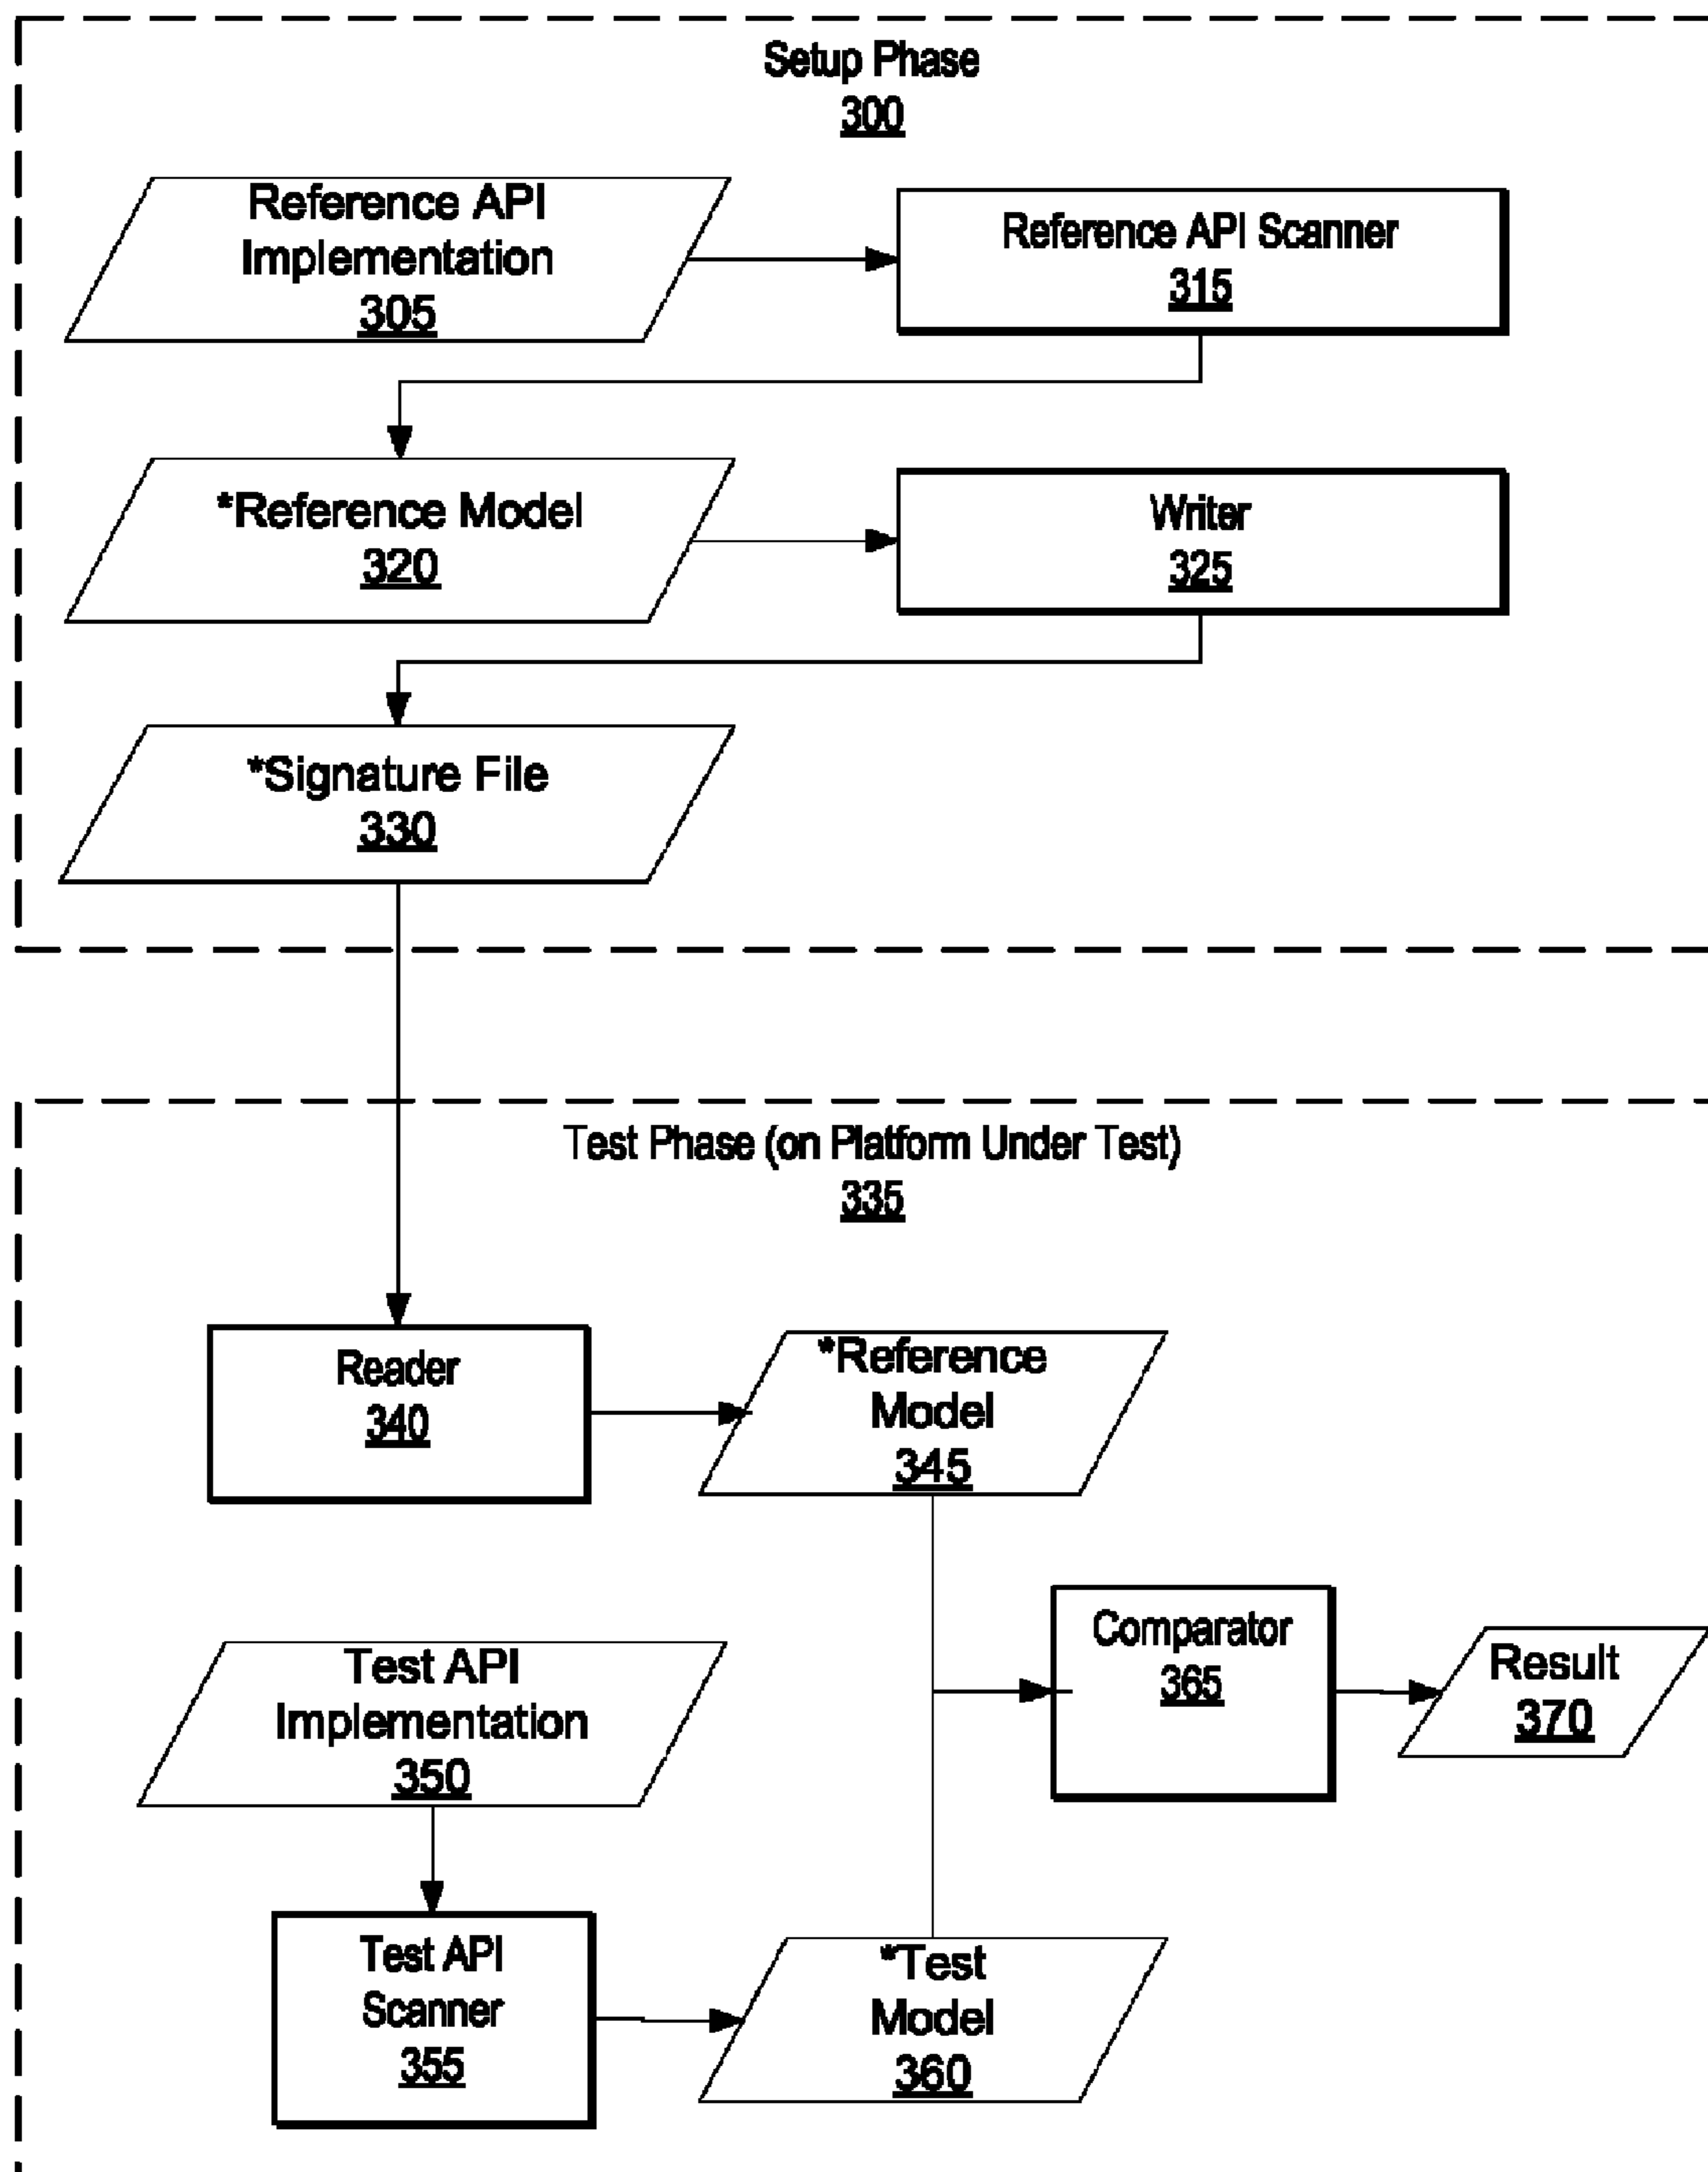 Setup Phase
300
Reference API
Implementation
305
Reference API Scanner
315
*Reference Model
320
Writer
325
*Signature File
330
Test Phase (on Platform Under Test)
335
Reader
340
*Reference
Model
345
Comparator
365
Result
370
Test API
Implementation
350
Test API
Scanner
355
*Test
Model
360